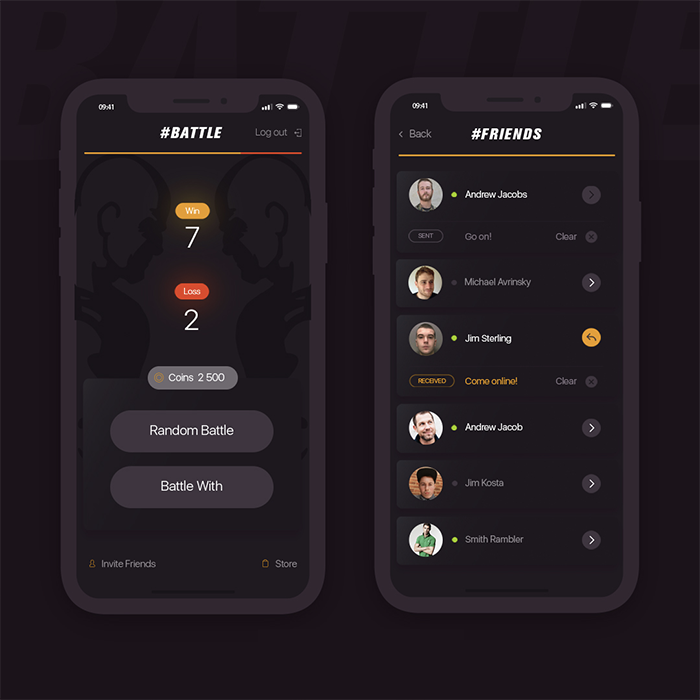 BATTLE
09:41
#BATTLE
Log out
Win
7
Loss
2
Coins 2 500
Random Battle
Battle With
Invite Friends
Store
09:41
Back
#FRIENDS
Andrew Jacobs
SENT
Go on!
Clear
Michael Avrinsky
Jim Sterling
RECEIVED
Come online!
Clear
Andrew Jacob
Jim Kosta
Smith Rambler